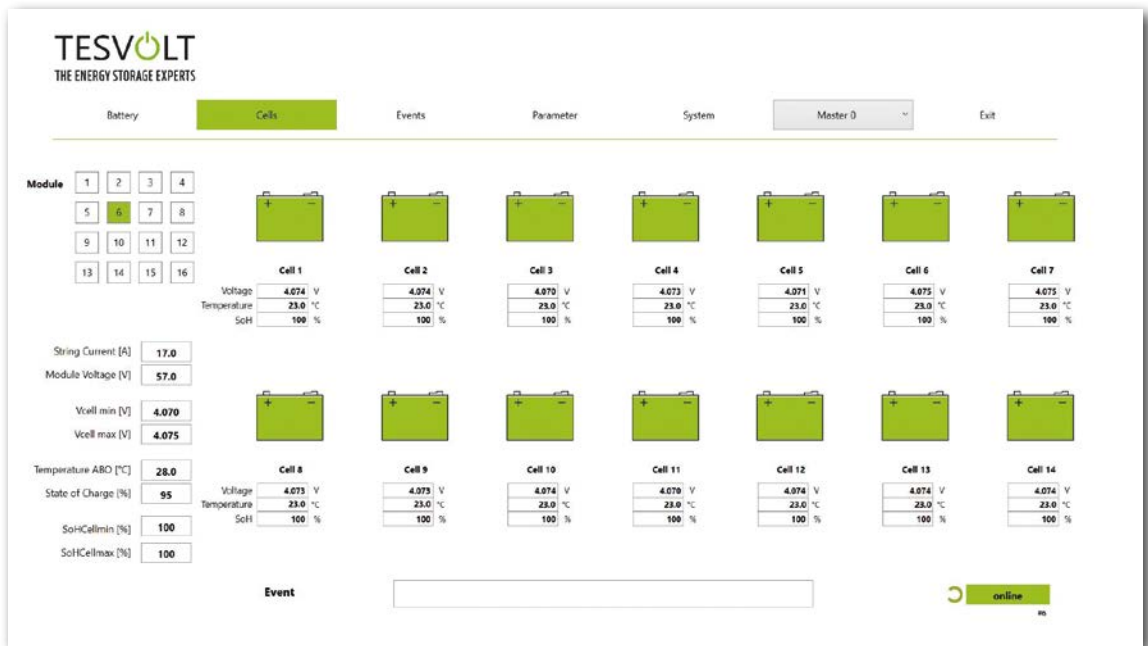 TESVOLT
THE ENERGY STORAGE EXPERTS
Battery Cells Events Parameter System Master 0 Exit
Module 1 2 3 4
5 6 7 8
9 10 11 12
13 14 15 16
+ − + − + − + − + − + − + −
Cell 1 Cell 2 Cell 3 Cell 4 Cell 5 Cell 6 Cell 7
Voltage 4.074 V 4.074 V 4.070 V 4.073 V 4.071 V 4.075 V 4.075 V
Temperature 23.0 °C 23.0 °C 23.0 °C 23.0 °C 23.0 °C 23.0 °C 23.0 °C
SoH 100 % 100 % 100 % 100 % 100 % 100 % 100 %
String Current [A] 17.0
Module Voltage [V] 57.0
Vcell min [V] 4.070
Vcell max [V] 4.075
Temperature ABO [°C] 28.0
State of Charge [%] 95
SoHCellmin [%] 100
SoHCellmax [%] 100
+ − + − + − + − + − + − + −
Cell 8 Cell 9 Cell 10 Cell 11 Cell 12 Cell 13 Cell 14
Voltage 4.073 V 4.073 V 4.074 V 4.070 V 4.074 V 4.074 V 4.074 V
Temperature 23.0 °C 23.0 °C 23.0 °C 23.0 °C 23.0 °C 23.0 °C 23.0 °C
SoH 100 % 100 % 100 % 100 % 100 % 100 % 100 %
Event
online